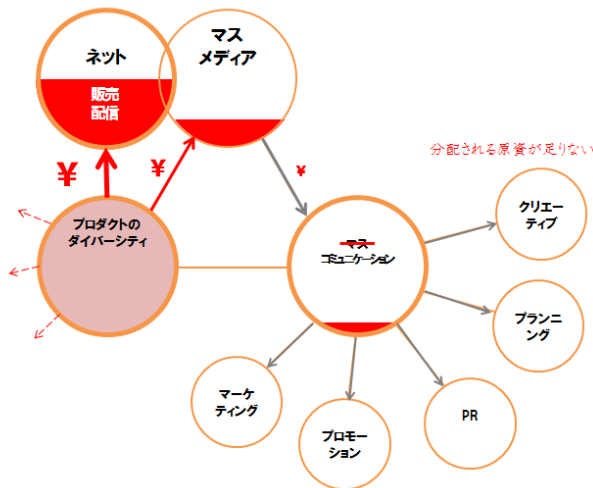 ネット
マス
メディア
販売
配信
¥
¥
¥
分配される原資が足りない
クリエー
ティブ
プロダクトの
ダイバーシティ
マス
コミュニケーション
プランニ
ング
マーケ
ティング
プロモー
ション
PR